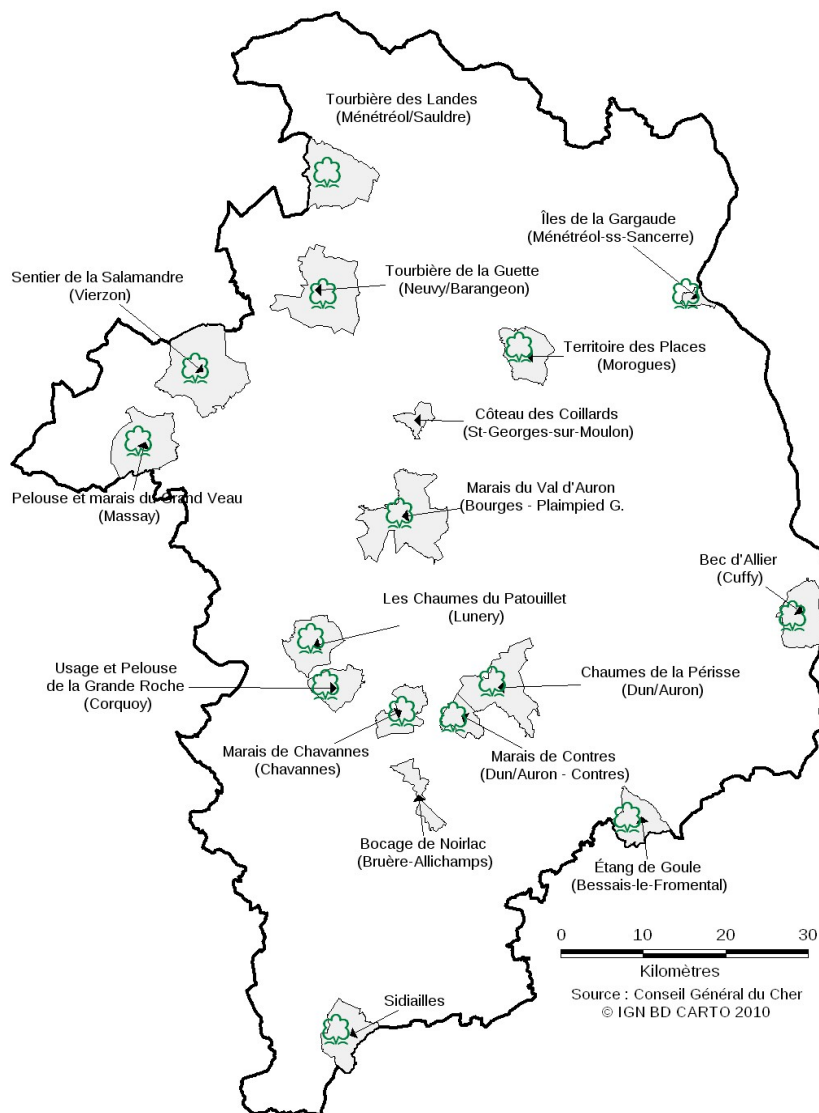 Tourbière des Landes
(Ménétréol/Sauldre)
Îles de la Gargaude
(Ménétréol-ss-Sancerre)
Sentier de la Salamandre
(Vierzon)
Tourbière de la Guette
(Neuvy/Barangeon)
Territoire des Places
(Morogues)
Côteau des Coillards
(St-Georges-sur-Moulon)
Pelouse et marais du Grand Veau
(Massay)
Marais du Val d'Auron
(Bourges - Plaimpied G.
Bec d'Allier
(Cuffy)
Les Chaumes du Patouillet
(Lunery)
Usage et Pelouse
de la Grande Roche
(Corquoy)
Chaumes de la Périsse
(Dun/Auron)
Marais de Chavannes
(Chavannes)
Marais de Contres
(Dun/Auron - Contres)
Bocage de Noirlac
(Bruère-Allichamps)
Étang de Goule
(Bessais-le-Fromental)
0 10 20 30
Kilomètres
Source : Conseil Général du Cher
© IGN BD CARTO 2010
Sidiailles